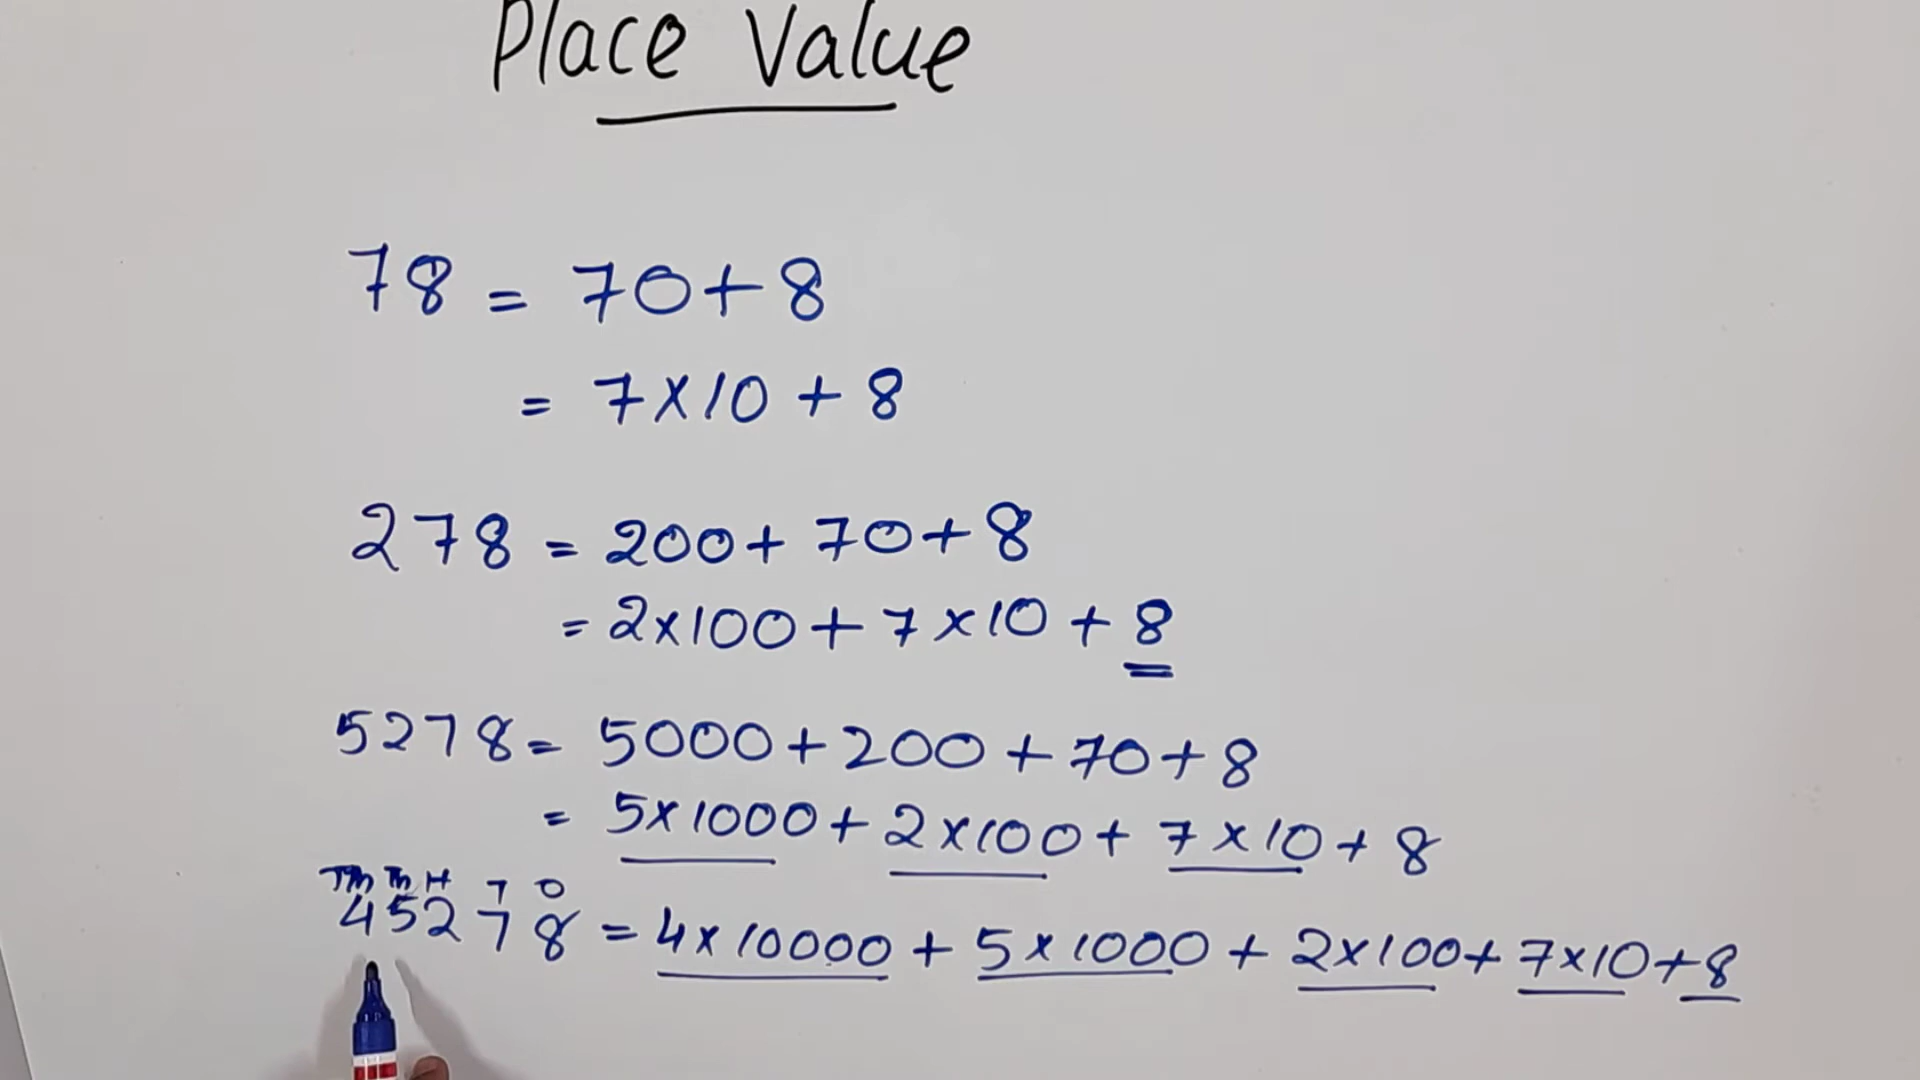 Place Value
78 = 70+8
= 7×10 + 8
278 = 200+ 70+8
= 2×100+ 7×10 + 8
5278 = 5000+200 +70+8
= 5×1000+ 2×100+ 7×10+ 8
TTh Th H T O
45278 = 4×10000 + 5×1000 + 2×100+ 7×10+8